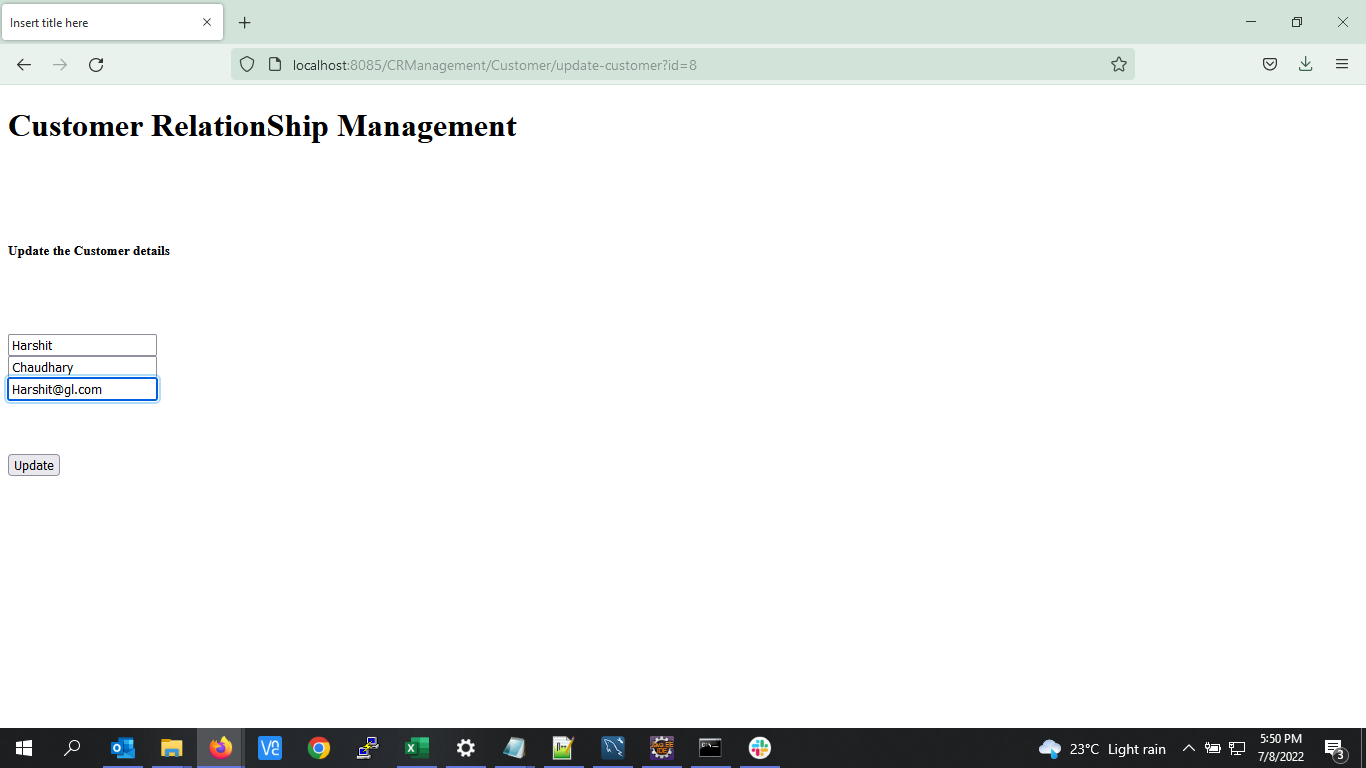 Insert title here
localhost:8085/CRManagement/Customer/update-customer?id=8
Customer RelationShip Management
Update the Customer details
Harshit
Chaudhary
Harshit@gl.com
Update
23°C Light rain
5:50 PM
7/8/2022
3